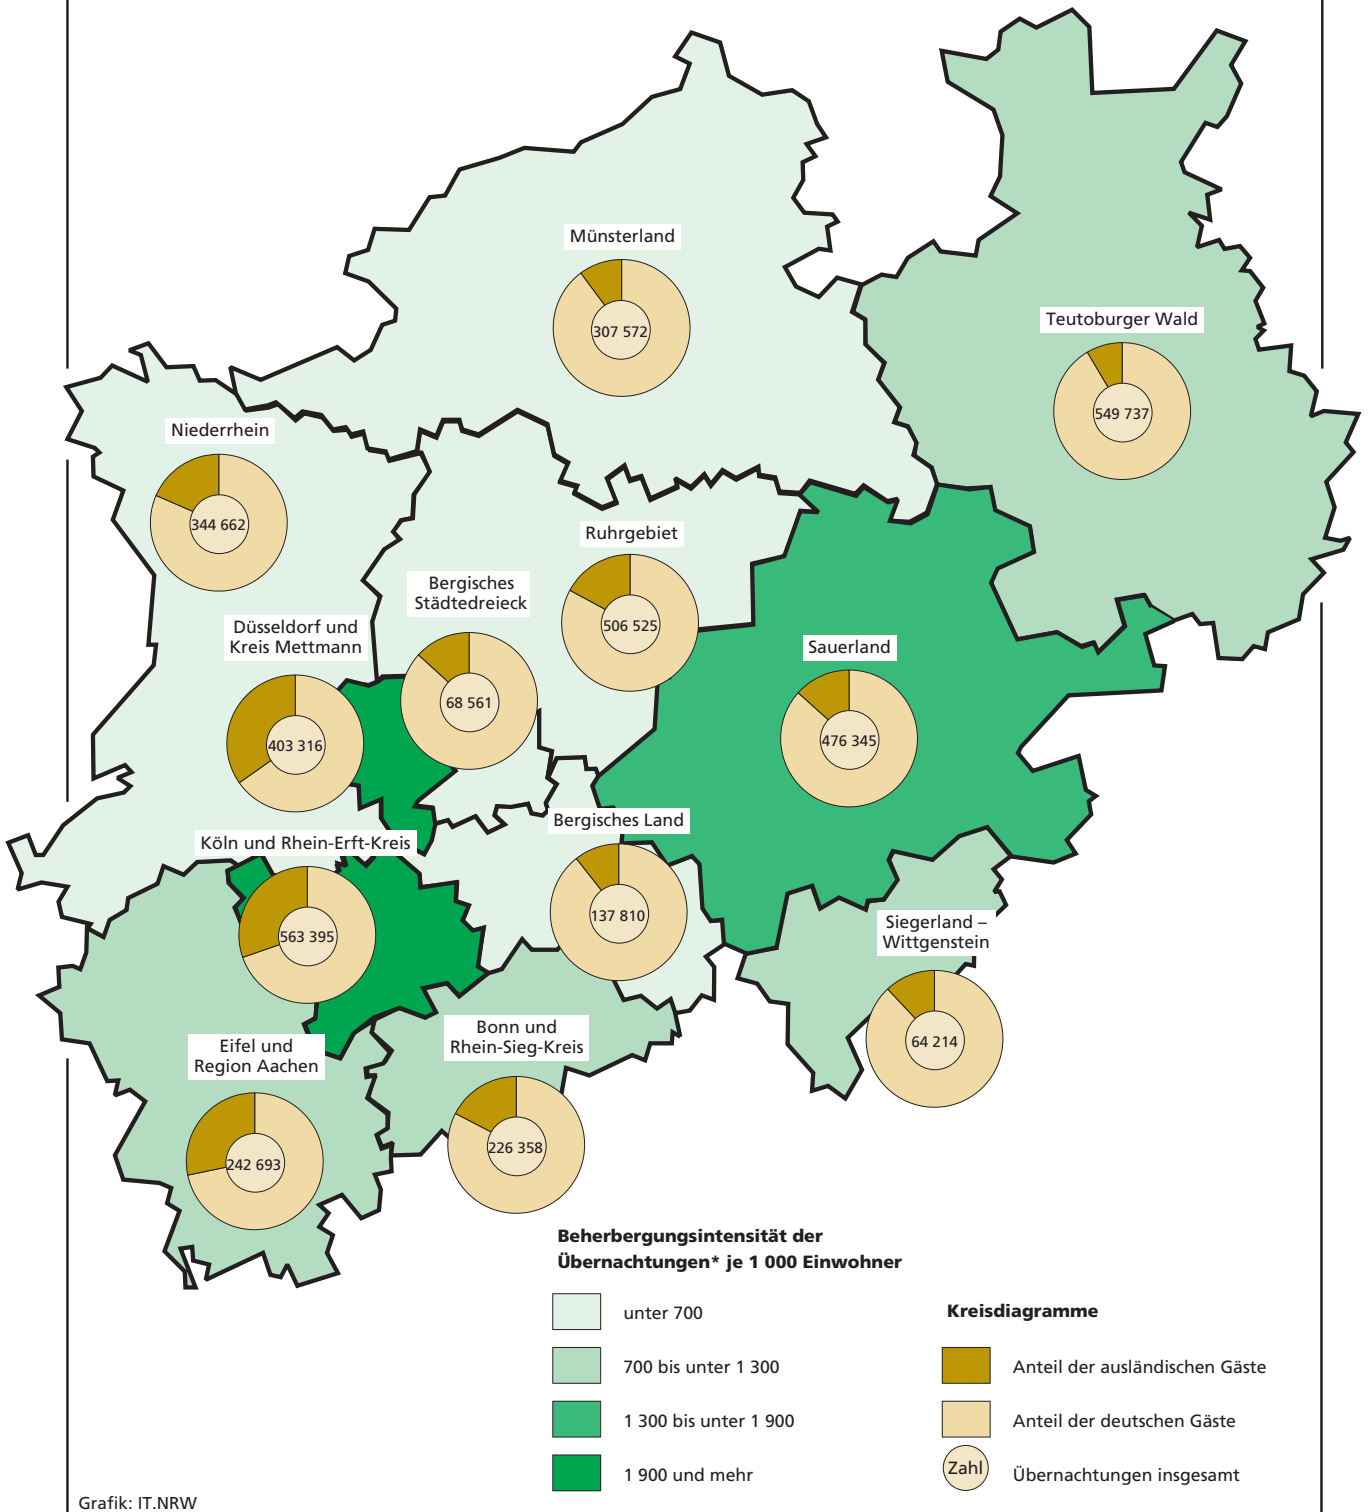 Münsterland
307 572
Teutoburger Wald
549 737
Niederrhein
344 662
Ruhrgebiet
506 525
Bergisches
Städtedreieck
68 561
Düsseldorf und
Kreis Mettmann
403 316
Sauerland
476 345
Bergisches Land
137 810
Köln und Rhein-Erft-Kreis
563 395
Siegerland –
Wittgenstein
64 214
Bonn und
Rhein-Sieg-Kreis
226 358
Eifel und
Region Aachen
242 693
Beherbergungsintensität der
Übernachtungen* je 1 000 Einwohner
unter 700
700 bis unter 1 300
1 300 bis unter 1 900
1 900 und mehr
Kreisdiagramme
Anteil der ausländischen Gäste
Anteil der deutschen Gäste
Zahl
Übernachtungen insgesamt
Grafik: IT.NRW